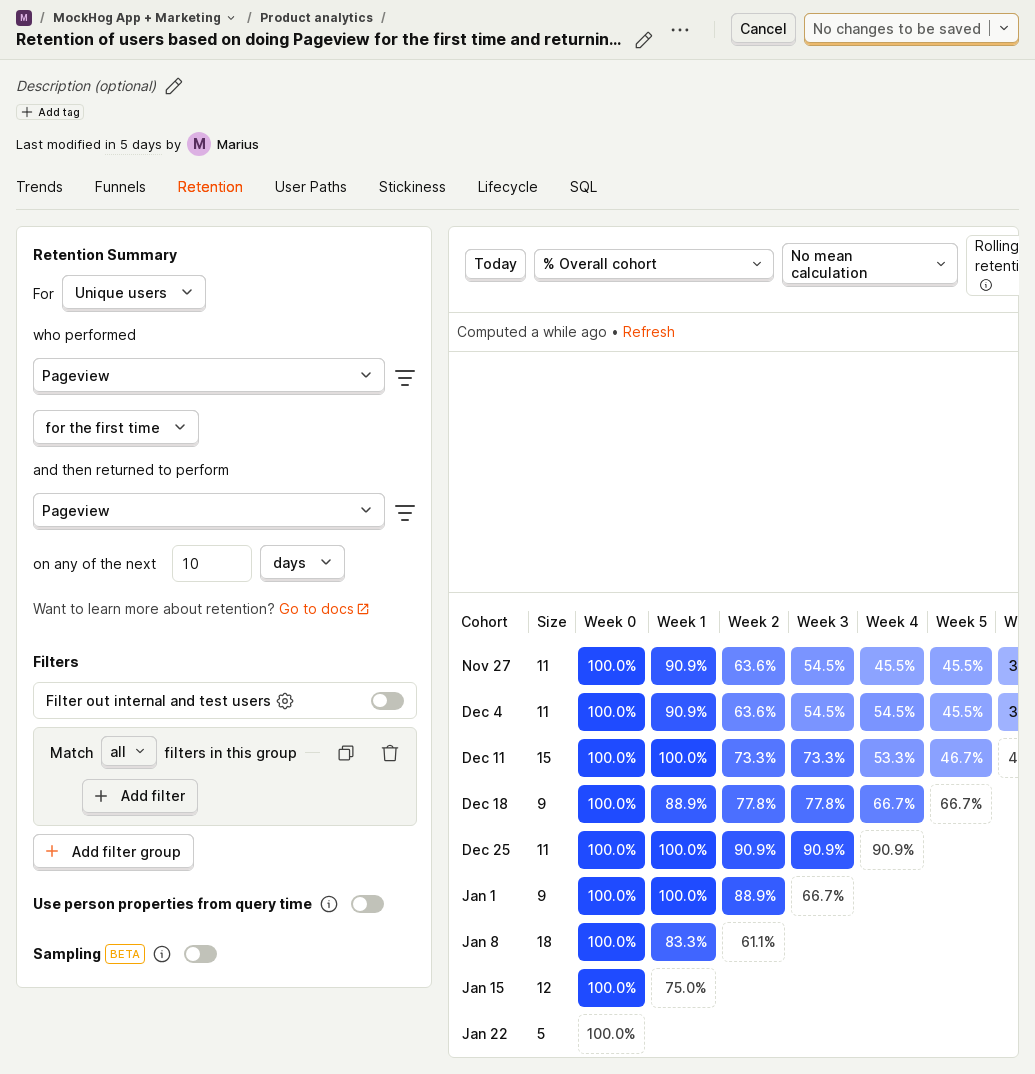 M / MockHog App + Marketing / Product analytics /
Retention of users based on doing Pageview for the first time and returnin...
Cancel
No changes to be saved
Description (optional)
Add tag
Last modified in 5 days by M Marius
Trends Funnels Retention User Paths Stickiness Lifecycle SQL
Retention Summary
For Unique users
who performed
Pageview
for the first time
and then returned to perform
Pageview
on any of the next 10 days
Want to learn more about retention? Go to docs
Filters
Filter out internal and test users
Match all filters in this group
Add filter
Add filter group
Use person properties from query time
Sampling BETA
Today
% Overall cohort
No mean
calculation
Rolling
retenti
Computed a while ago • Refresh
Cohort Size Week 0 Week 1 Week 2 Week 3 Week 4 Week 5 W
Nov 27 11 100.0% 90.9% 63.6% 54.5% 45.5% 45.5% 3
Dec 4 11 100.0% 90.9% 63.6% 54.5% 54.5% 45.5% 3
Dec 11 15 100.0% 100.0% 73.3% 73.3% 53.3% 46.7% 4
Dec 18 9 100.0% 88.9% 77.8% 77.8% 66.7% 66.7%
Dec 25 11 100.0% 100.0% 90.9% 90.9% 90.9%
Jan 1 9 100.0% 100.0% 88.9% 66.7%
Jan 8 18 100.0% 83.3% 61.1%
Jan 15 12 100.0% 75.0%
Jan 22 5 100.0%